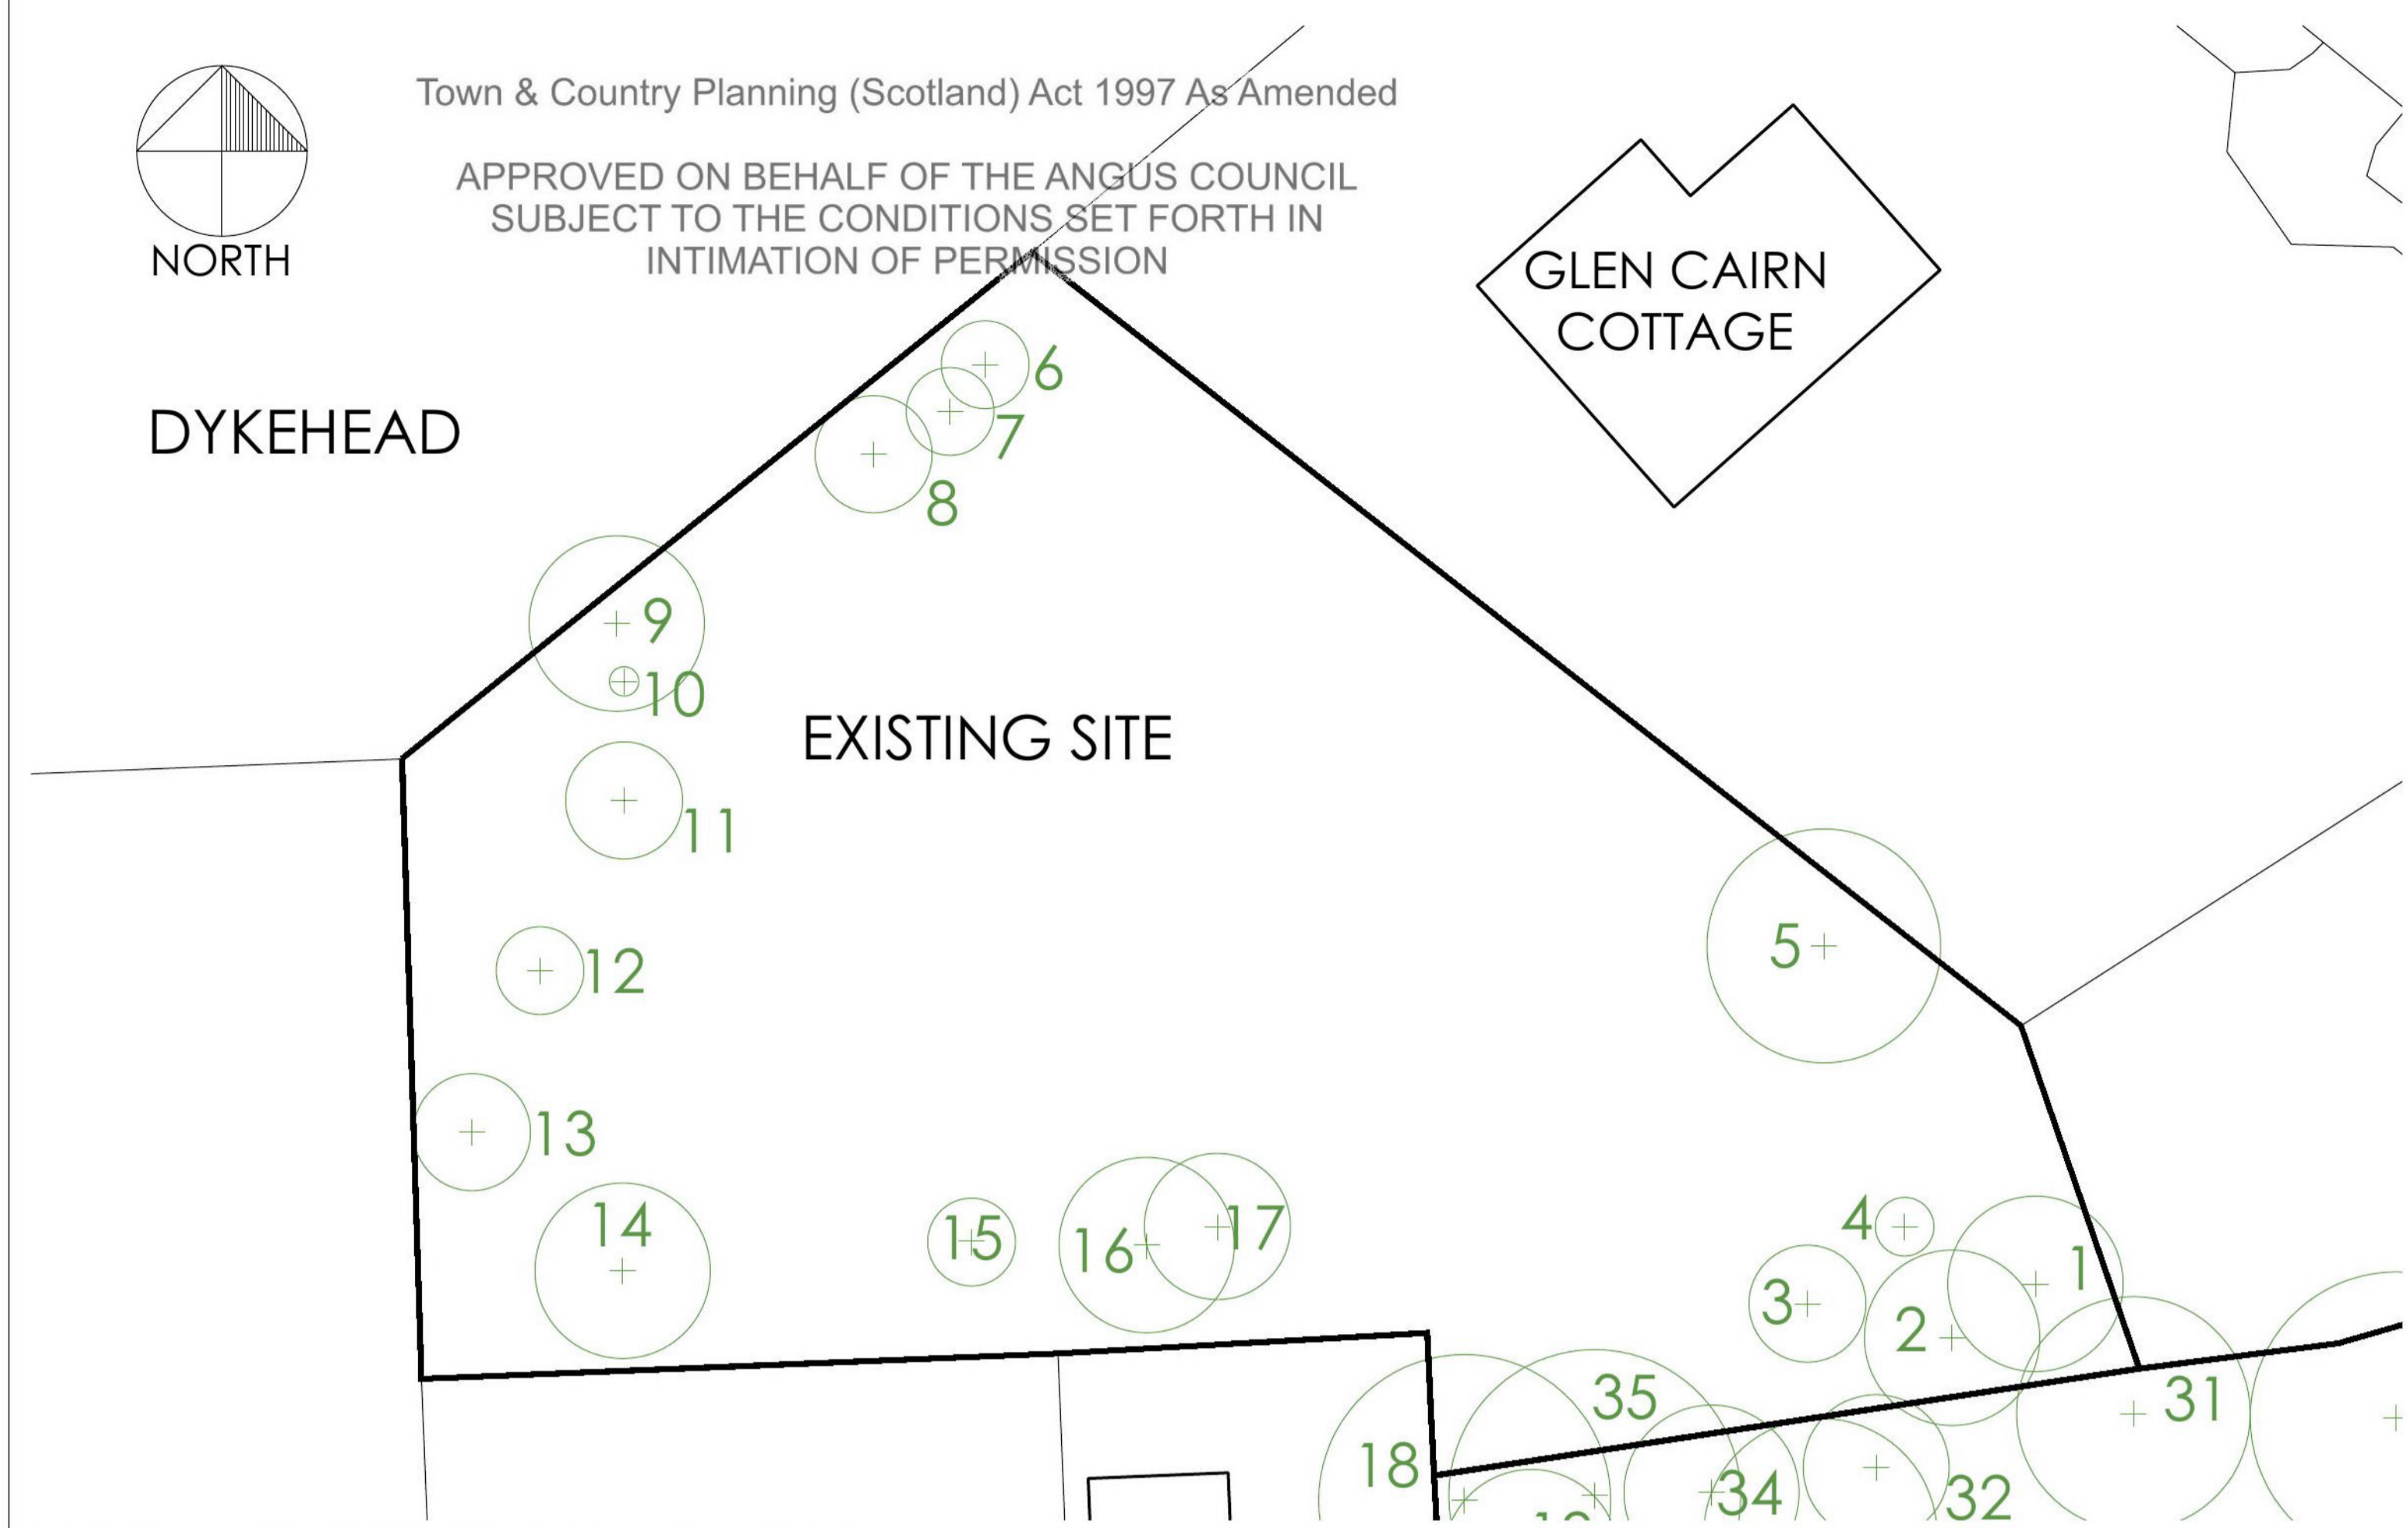 Town & Country Planning (Scotland) Act 1997 As Amended
APPROVED ON BEHALF OF THE ANGUS COUNCIL
SUBJECT TO THE CONDITIONS SET FORTH IN
INTIMATION OF PERMISSION
NORTH
GLEN CAIRN
COTTAGE
DYKEHEAD
6
7
8
9
10
EXISTING SITE
11
5
12
13
14
15
16
17
4
3
2
1
35
31
18
34
32